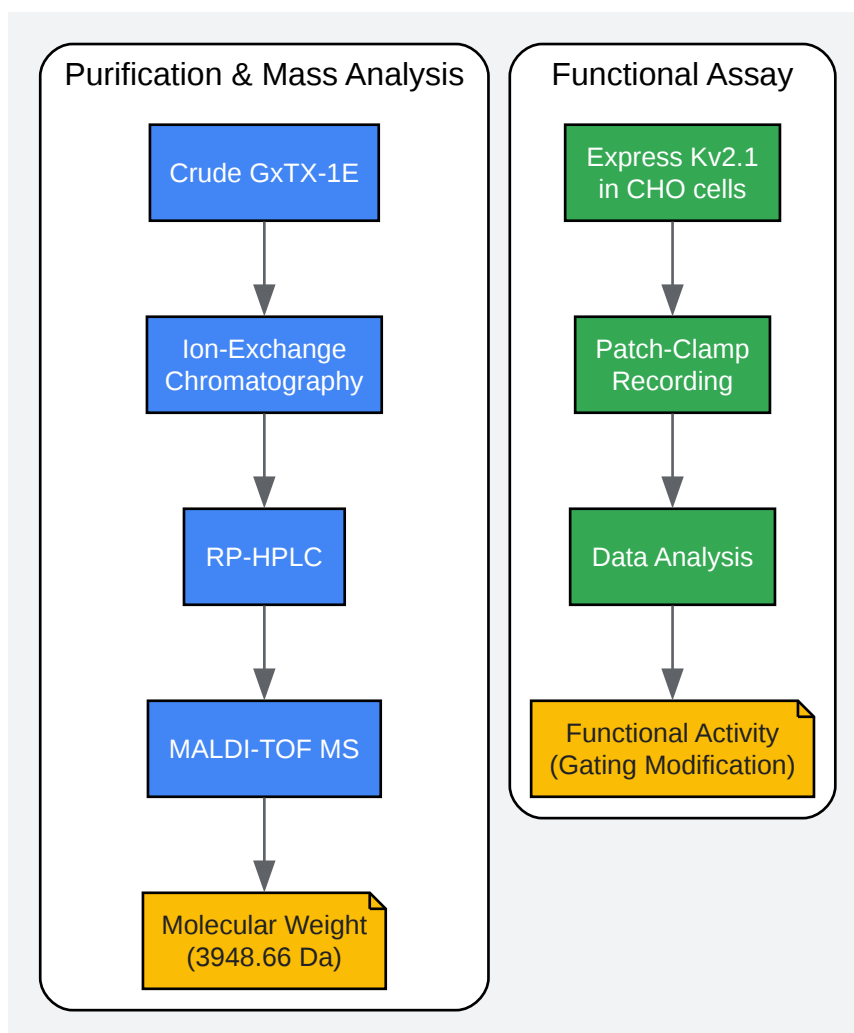 Purification & Mass Analysis
Crude GxTX-1E
Ion-Exchange
Chromatography
RP-HPLC
MALDI-TOF MS
Molecular Weight
(3948.66 Da)
Functional Assay
Express Kv2.1
in CHO cells
Patch-Clamp
Recording
Data Analysis
Functional Activity
(Gating Modification)